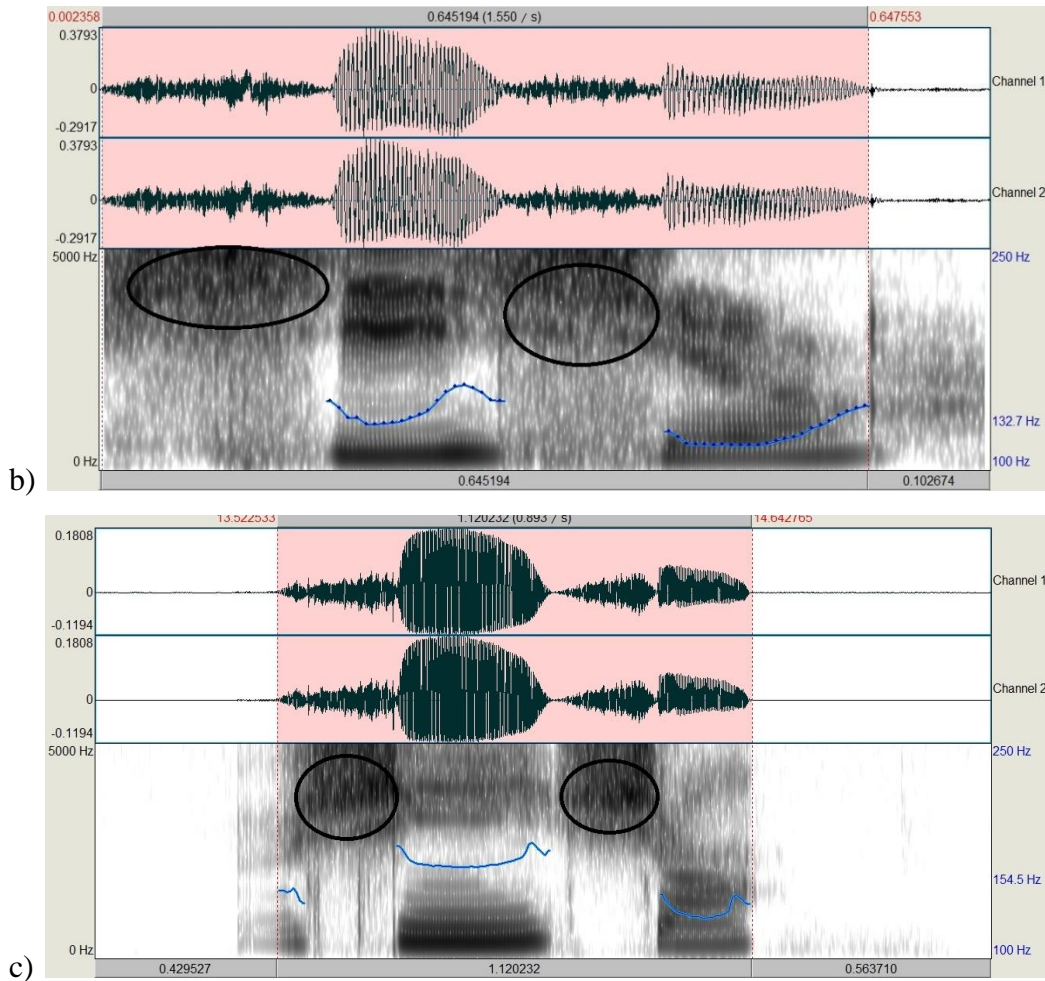 0.002358 0.645194 (1.550 / s) 0.647553
0.3793
0
-0.2917
Channel 1
0.3793
0
-0.2917
Channel 2
5000 Hz
0 Hz
250 Hz
132.7 Hz
100 Hz
b)
0.645194 0.102674
13.522533 1.120232 (0.893 / s) 14.642765
0.1808
0
-0.1194
Channel 1
0.1808
0
-0.1194
Channel 2
5000 Hz
0 Hz
250 Hz
154.5 Hz
100 Hz
c)
0.429527 1.120232 0.563710